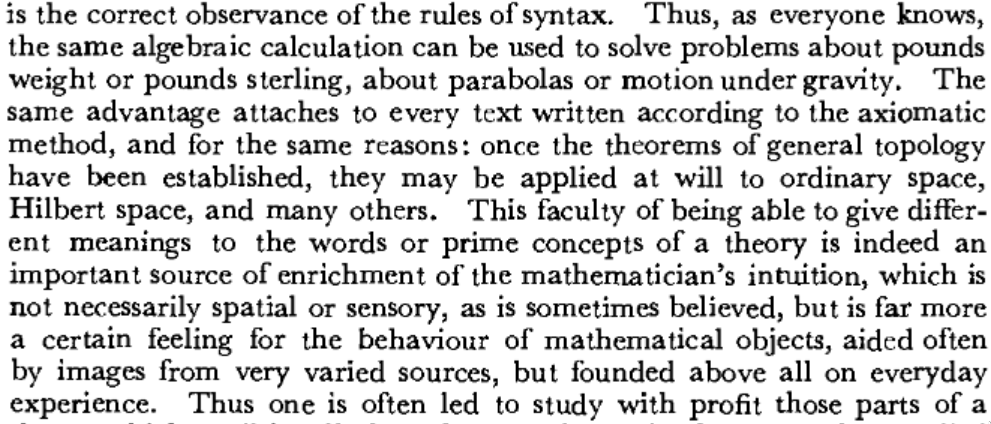 is the correct observance of the rules of syntax. Thus, as everyone knows,
the same algebraic calculation can be used to solve problems about pounds
weight or pounds sterling, about parabolas or motion under gravity. The
same advantage attaches to every text written according to the axiomatic
method, and for the same reasons: once the theorems of general topology
have been established, they may be applied at will to ordinary space,
Hilbert space, and many others. This faculty of being able to give differ-
ent meanings to the words or prime concepts of a theory is indeed an
important source of enrichment of the mathematician's intuition, which is
not necessarily spatial or sensory, as is sometimes believed, but is far more
a certain feeling for the behaviour of mathematical objects, aided often
by images from very varied sources, but founded above all on everyday
experience. Thus one is often led to study with profit those parts of a